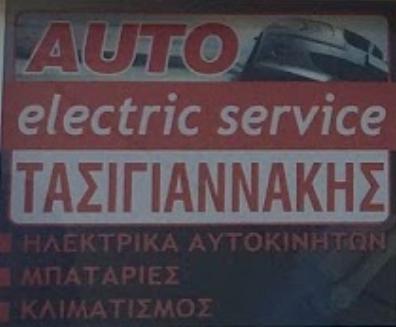 AUTO
electric service
ΤΑΣΙΓΙΑΝΝΑΚΗΣ
ΗΛΕΚΤΡΙΚΑ ΑΥΤΟΚΙΝΗΤΩΝ
ΜΠΑΤΑΡΙΕΣ
ΚΛΙΜΑΤΙΣΜΟΣ